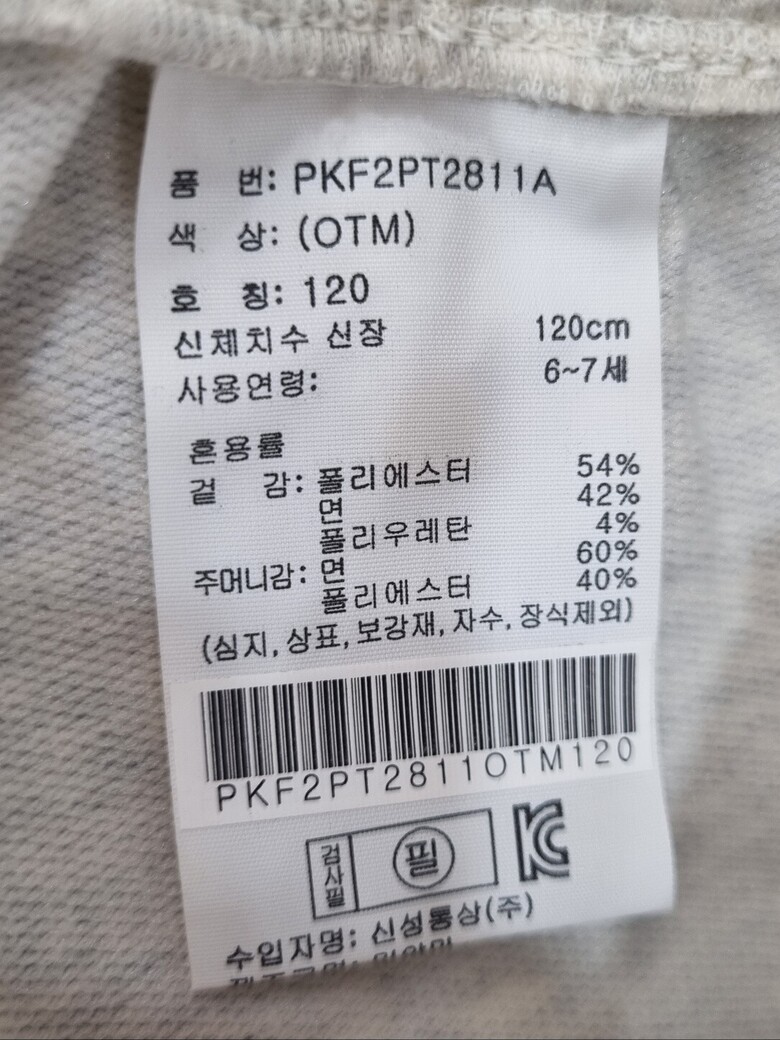 품 번: PKF2PT2811A
색 상: (OTM)
호 칭: 120
신체치수 신장 120cm
사용연령: 6~7세
혼용률
겉 감: 폴리에스터 54%
면 42%
폴리우레탄 4%
주머니감: 면 60%
폴리에스터 40%
(심지, 상표, 보강재, 자수, 장식제외)
PKF2PT2811OTM120
검사필 필 KC
수입자명: 신성통상(주)